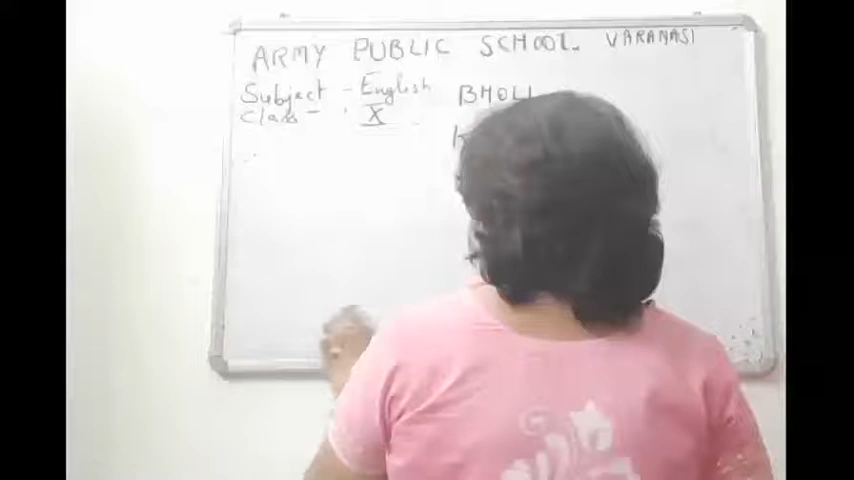 ARMY PUBLIC SCHOOL VARANASI
Subject - English BHOLI
Class - X